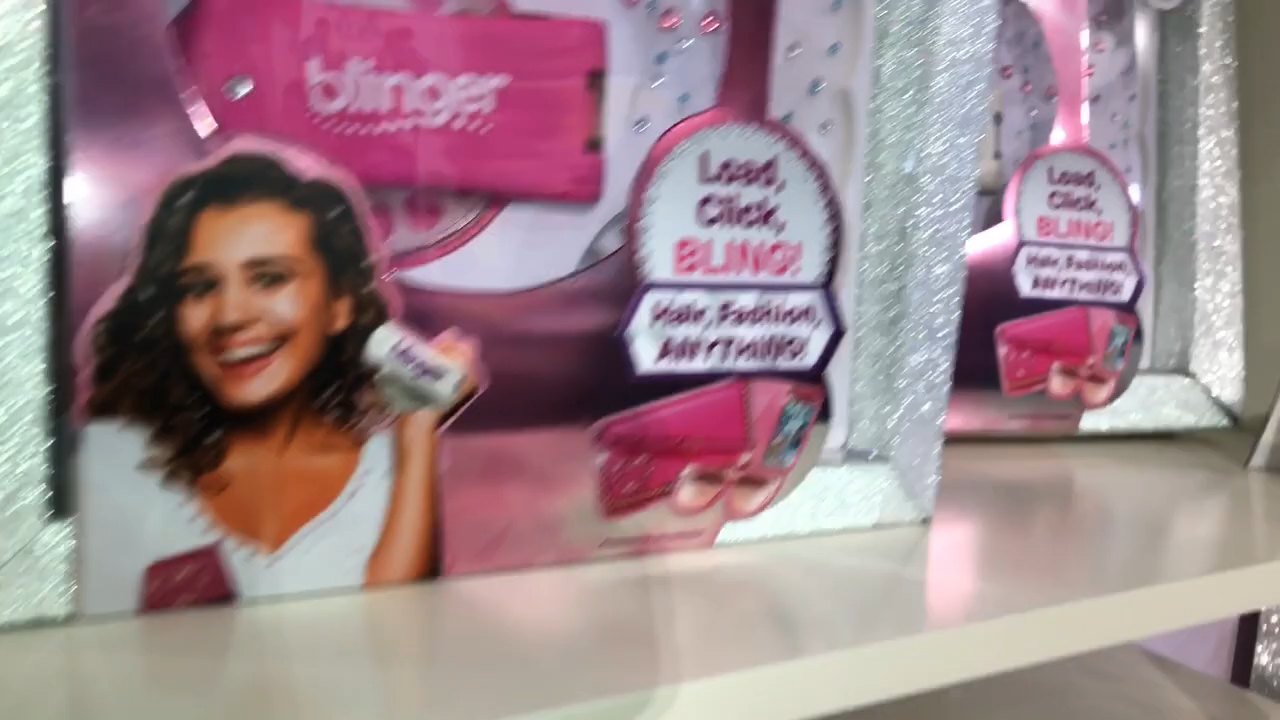 blinger
Load,
Click,
BLING!
Hair, Fashion,
ANYTHING!
Load,
Click,
BLING!
Hair, Fashion,
ANYTHING!